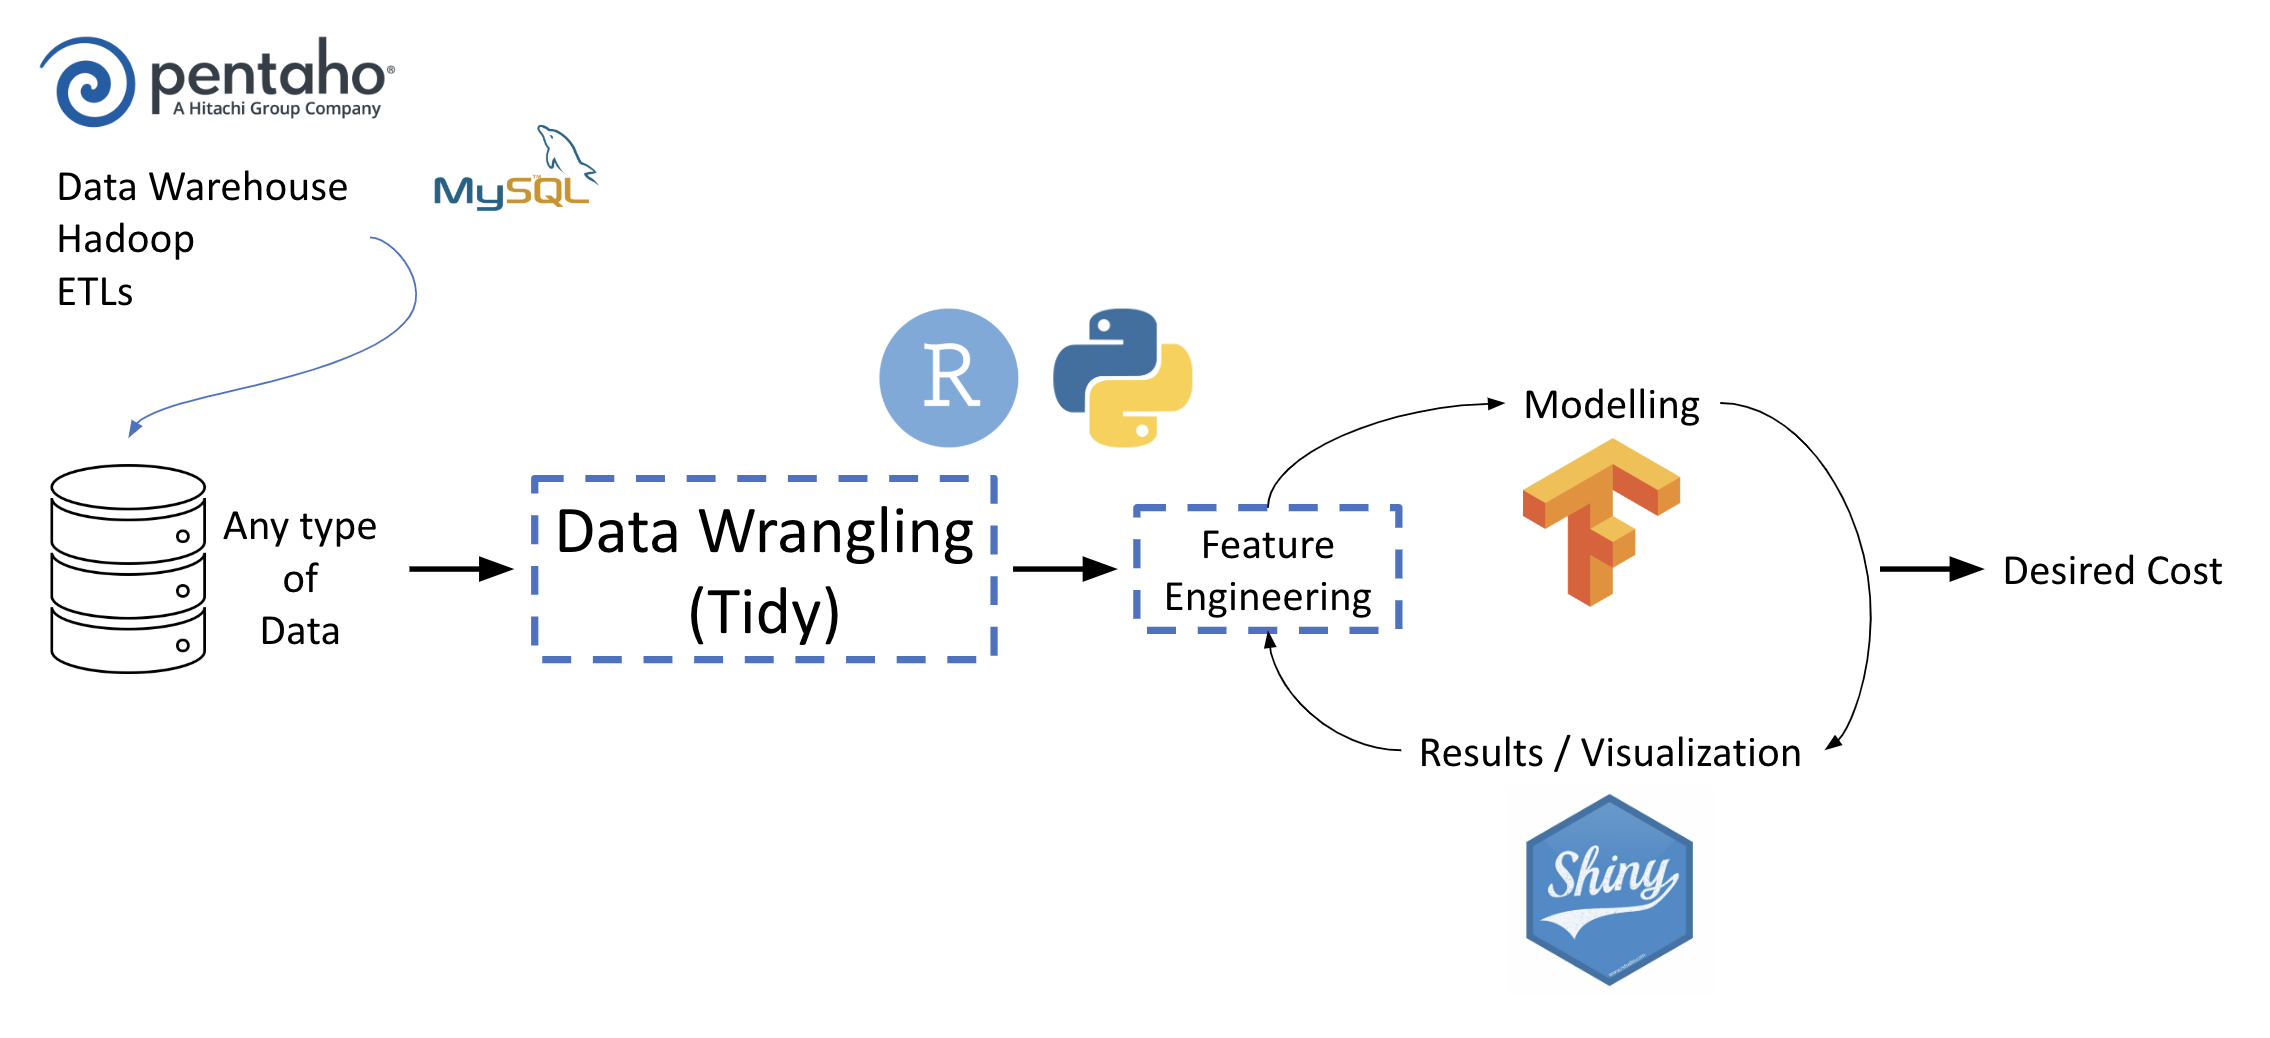 pentaho®
A Hitachi Group Company
MySQL™
Data Warehouse
Hadoop
ETLs
R
Any type
of
Data
Data Wrangling
(Tidy)
Feature
Engineering
Modelling
Desired Cost
Results / Visualization
Shiny